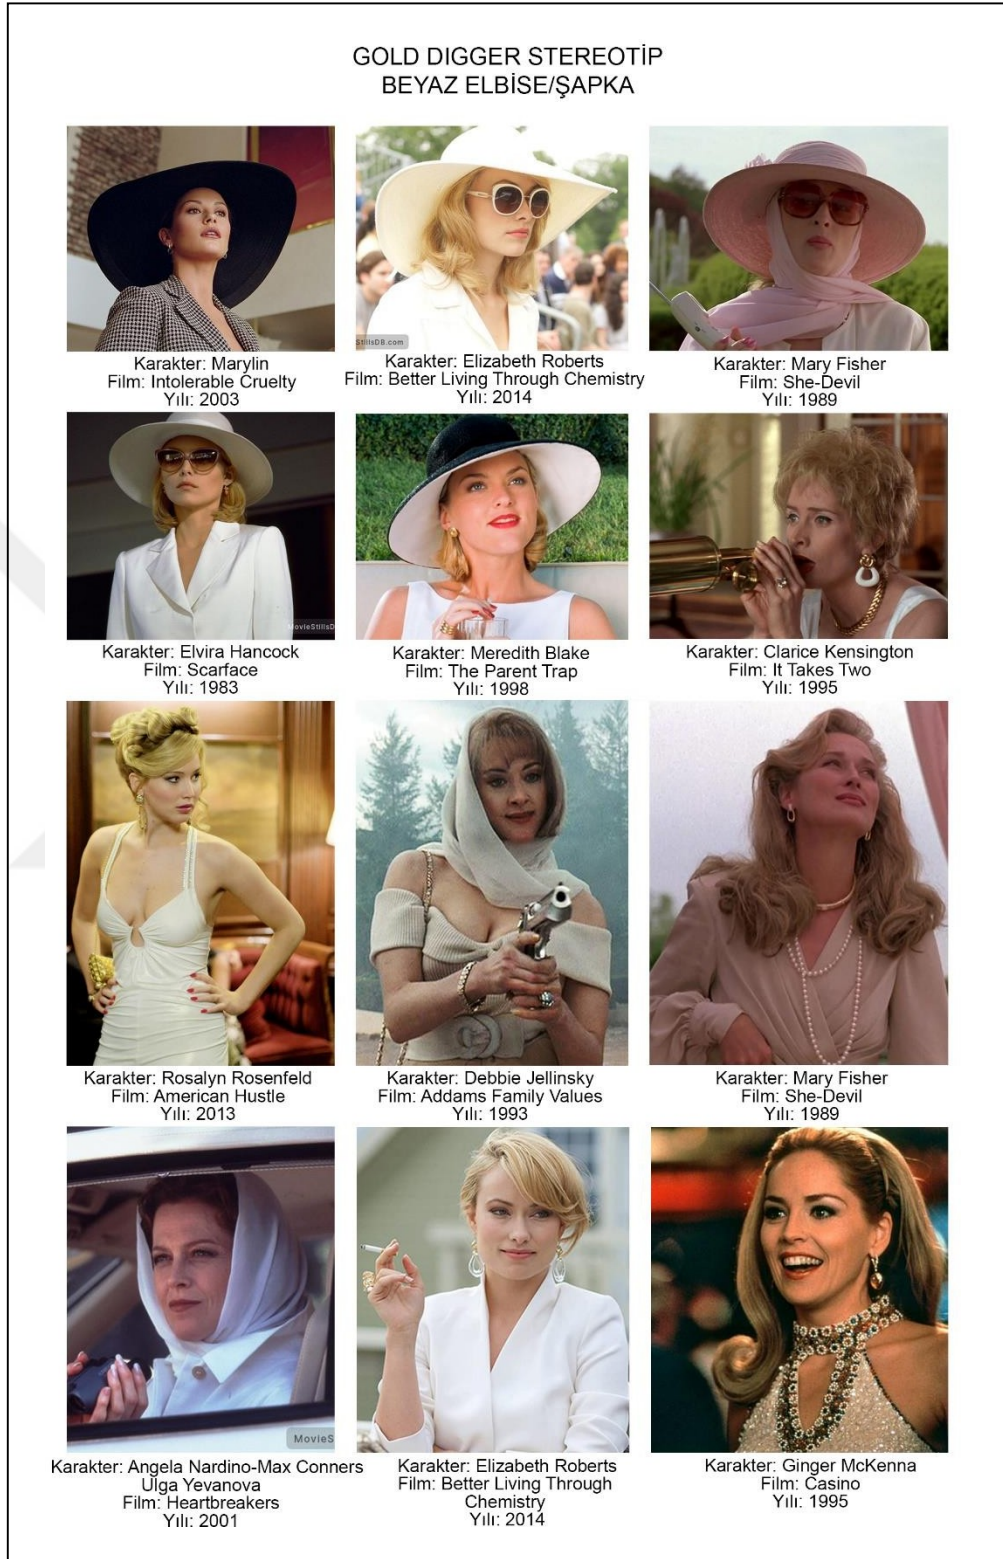 GOLD DIGGER STEREOTİP
BEYAZ ELBİSE/ŞAPKA
StillsDB.com
Karakter: Marylin
Film: Intolerable Cruelty
Yılı: 2003
Karakter: Elizabeth Roberts
Film: Better Living Through Chemistry
Yılı: 2014
Karakter: Mary Fisher
Film: She-Devil
Yılı: 1989
MovieStillsD
Karakter: Elvira Hancock
Film: Scarface
Yılı: 1983
Karakter: Meredith Blake
Film: The Parent Trap
Yılı: 1998
Karakter: Clarice Kensington
Film: It Takes Two
Yılı: 1995
Karakter: Rosalyn Rosenfeld
Film: American Hustle
Yılı: 2013
Karakter: Debbie Jellinsky
Film: Addams Family Values
Yılı: 1993
Karakter: Mary Fisher
Film: She-Devil
Yılı: 1989
MovieS
Karakter: Angela Nardino-Max Conners
Ulga Yevanova
Film: Heartbreakers
Yılı: 2001
Karakter: Elizabeth Roberts
Film: Better Living Through
Chemistry
Yılı: 2014
Karakter: Ginger McKenna
Film: Casino
Yılı: 1995